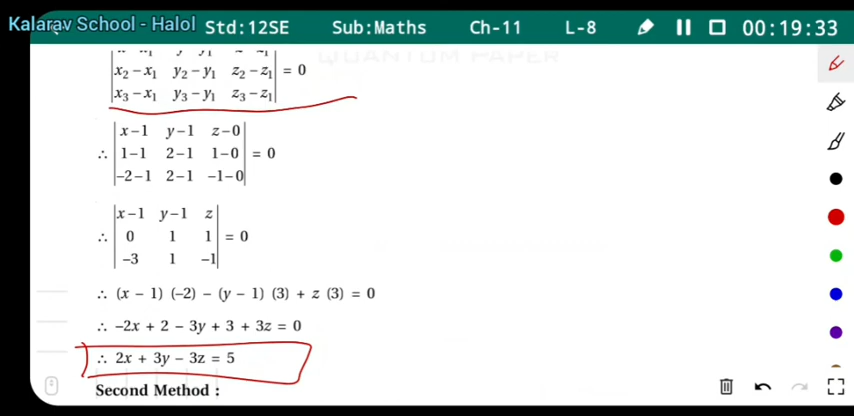 Kalarav School - Halol Std:12SE Sub:Maths Ch-11 L-8 00:19:33
QUANTUM PAPER
| x₂ – x₁ y₂ – y₁ z₂ – z₁ | = 0
| x₃ – x₁ y₃ – y₁ z₃ – z₁ |
| x – 1 y – 1 z – 0 |
∴ | 1 – 1 2 – 1 1 – 0 | = 0
| –2 – 1 2 – 1 –1 – 0 |
| x – 1 y – 1 z |
∴ | 0 1 1 | = 0
| –3 1 –1 |
∴ (x – 1) (–2) – (y – 1) (3) + z (3) = 0
∴ –2x + 2 – 3y + 3 + 3z = 0
∴ 2x + 3y – 3z = 5
Second Method :